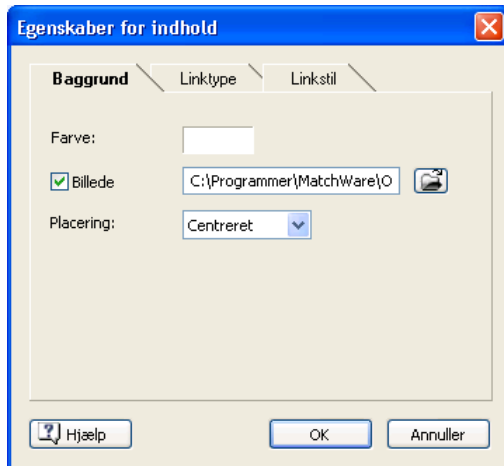 Egenskaber for indhold
Baggrund Linktype Linkstil
Farve:
Billede C:\Programmer\MatchWare\O
Placering: Centreret
Hjælp OK Annuller